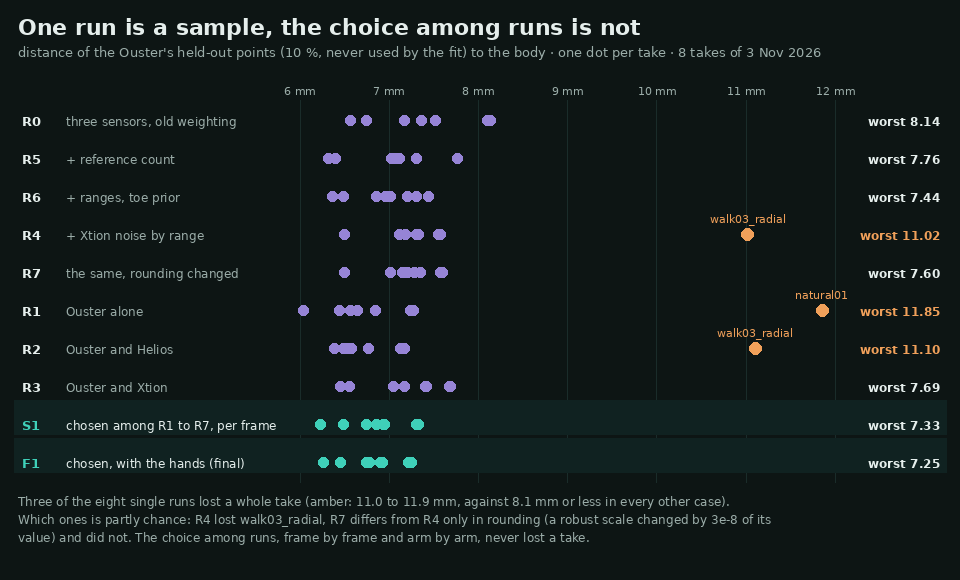 One run is a sample, the choice among runs is not
distance of the Ouster's held-out points (10 %, never used by the fit) to the body · one dot per take · 8 takes of 3 Nov 2026
6 mm 7 mm 8 mm 9 mm 10 mm 11 mm 12 mm
R0 three sensors, old weighting worst 8.14
R5 + reference count worst 7.76
R6 + ranges, toe prior worst 7.44
walk03_radial
R4 + Xtion noise by range worst 11.02
R7 the same, rounding changed worst 7.60
natural01
R1 Ouster alone worst 11.85
walk03_radial
R2 Ouster and Helios worst 11.10
R3 Ouster and Xtion worst 7.69
S1 chosen among R1 to R7, per frame worst 7.33
F1 chosen, with the hands (final) worst 7.25
Three of the eight single runs lost a whole take (amber: 11.0 to 11.9 mm, against 8.1 mm or less in every other case).
Which ones is partly chance: R4 lost walk03_radial, R7 differs from R4 only in rounding (a robust scale changed by 3e-8 of its
value) and did not. The choice among runs, frame by frame and arm by arm, never lost a take.